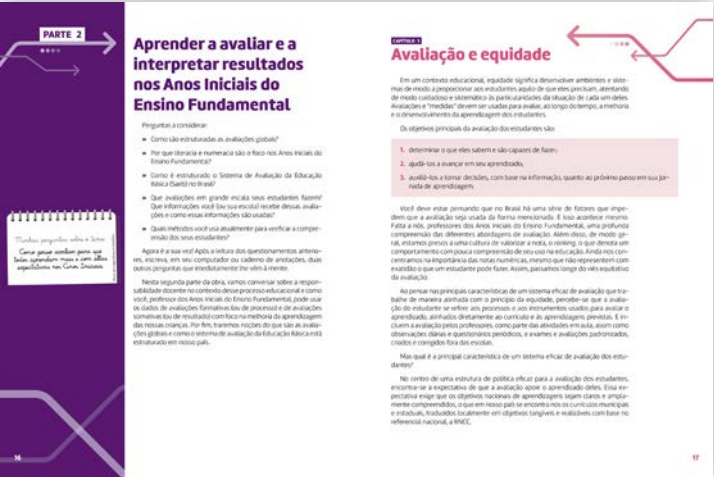 PARTE 2
Aprender a avaliar e a
interpretar resultados
nos Anos Iniciais do
Ensino Fundamental
Perguntas a considerar:
» Como são estruturadas as avaliações globais?
» Por que literacia e numeracia são o foco nos Anos Iniciais do
Ensino Fundamental?
» Como é estruturado o Sistema de Avaliação da Educação
Básica (Saeb) no Brasil?
» Que avaliações em grande escala seus estudantes fazem?
Que informações você (ou sua escola) recebe dessas avalia-
ções e como essas informações são usadas?
» Quais métodos você usa atualmente para verificar a compre-
ensão dos seus estudantes?
Agora é a sua vez! Após a leitura dos questionamentos anterio-
res, escreva, em seu computador ou caderno de anotações, duas
outras perguntas que imediatamente lhe vêm à mente.
Nesta segunda parte da obra, vamos conversar sobre a respon-
sabilidade docente no contexto desse processo educacional e como
você, professor dos Anos Iniciais do Ensino Fundamental, pode usar
os dados de avaliações formativas (ou de processo) e de avaliações
somativas (ou de resultado) com foco na melhoria da aprendizagem
das nossas crianças. Por fim, traremos noções do que são as avalia-
ções globais e como o sistema de avaliação da Educação Básica está
estruturado em nosso país.
Minhas perguntas sobre o tema
Como posso avaliar para que
todos aprendam mais e com altas
expectativas nos Anos Iniciais
16
CAPÍTULO 1
Avaliação e equidade
Em um contexto educacional, equidade significa desenvolver ambientes e siste-
mas de modo a proporcionar aos estudantes aquilo de que eles precisam, atentando
de modo cuidadoso e sistemático às particularidades da situação de cada um deles.
Avaliações e "medidas" devem ser usadas para avaliar, ao longo do tempo, a melhoria
e o desenvolvimento da aprendizagem dos estudantes.
Os objetivos principais da avaliação dos estudantes são:
1. determinar o que eles sabem e são capazes de fazer;
2. ajudá-los a avançar em seu aprendizado;
3. auxiliá-los a tomar decisões, com base na informação, quanto ao próximo passo em sua jor-
nada de aprendizagem.
Você deve estar pensando que no Brasil há uma série de fatores que impe-
dem que a avaliação seja usada da forma mencionada. E isso acontece mesmo.
Falta a nós, professores dos Anos Iniciais do Ensino Fundamental, uma profunda
compreensão das diferentes abordagens de avaliação. Além disso, de modo ge-
ral, estamos presos a uma cultura de valorizar a nota, o ranking, o que denota um
comportamento com pouca compreensão de seu uso na educação. Ainda nos con-
centramos na importância das notas numéricas, mesmo que não representem com
exatidão o que um estudante pode fazer. Assim, passamos longe do viés equitativo
da avaliação.
Ao pensar nas principais características de um sistema eficaz de avaliação que tra-
balhe de maneira alinhada com o princípio da equidade, percebe-se que a avalia-
ção do estudante se refere aos processos e aos instrumentos usados para avaliar o
aprendizado, alinhados diretamente ao currículo e às aprendizagens previstas. E in-
cluem a avaliação pelos professores, como parte das atividades em aula, assim como
observações diárias e questionários periódicos, e exames e avaliações padronizados,
criados e corrigidos fora das escolas.
Mas qual é a principal característica de um sistema eficaz de avaliação dos estu-
dantes?
No centro de uma estrutura de política eficaz para a avaliação dos estudantes,
encontra-se a expectativa de que a avaliação apoie o aprendizado deles. Essa ex-
pectativa exige que os objetivos nacionais de aprendizagem sejam claros e ampla-
mente compreendidos, o que em nosso país se encontra nos currículos municipais
e estaduais, traduzidos localmente em objetivos tangíveis e realizáveis com base no
referencial nacional, a BNCC.
17